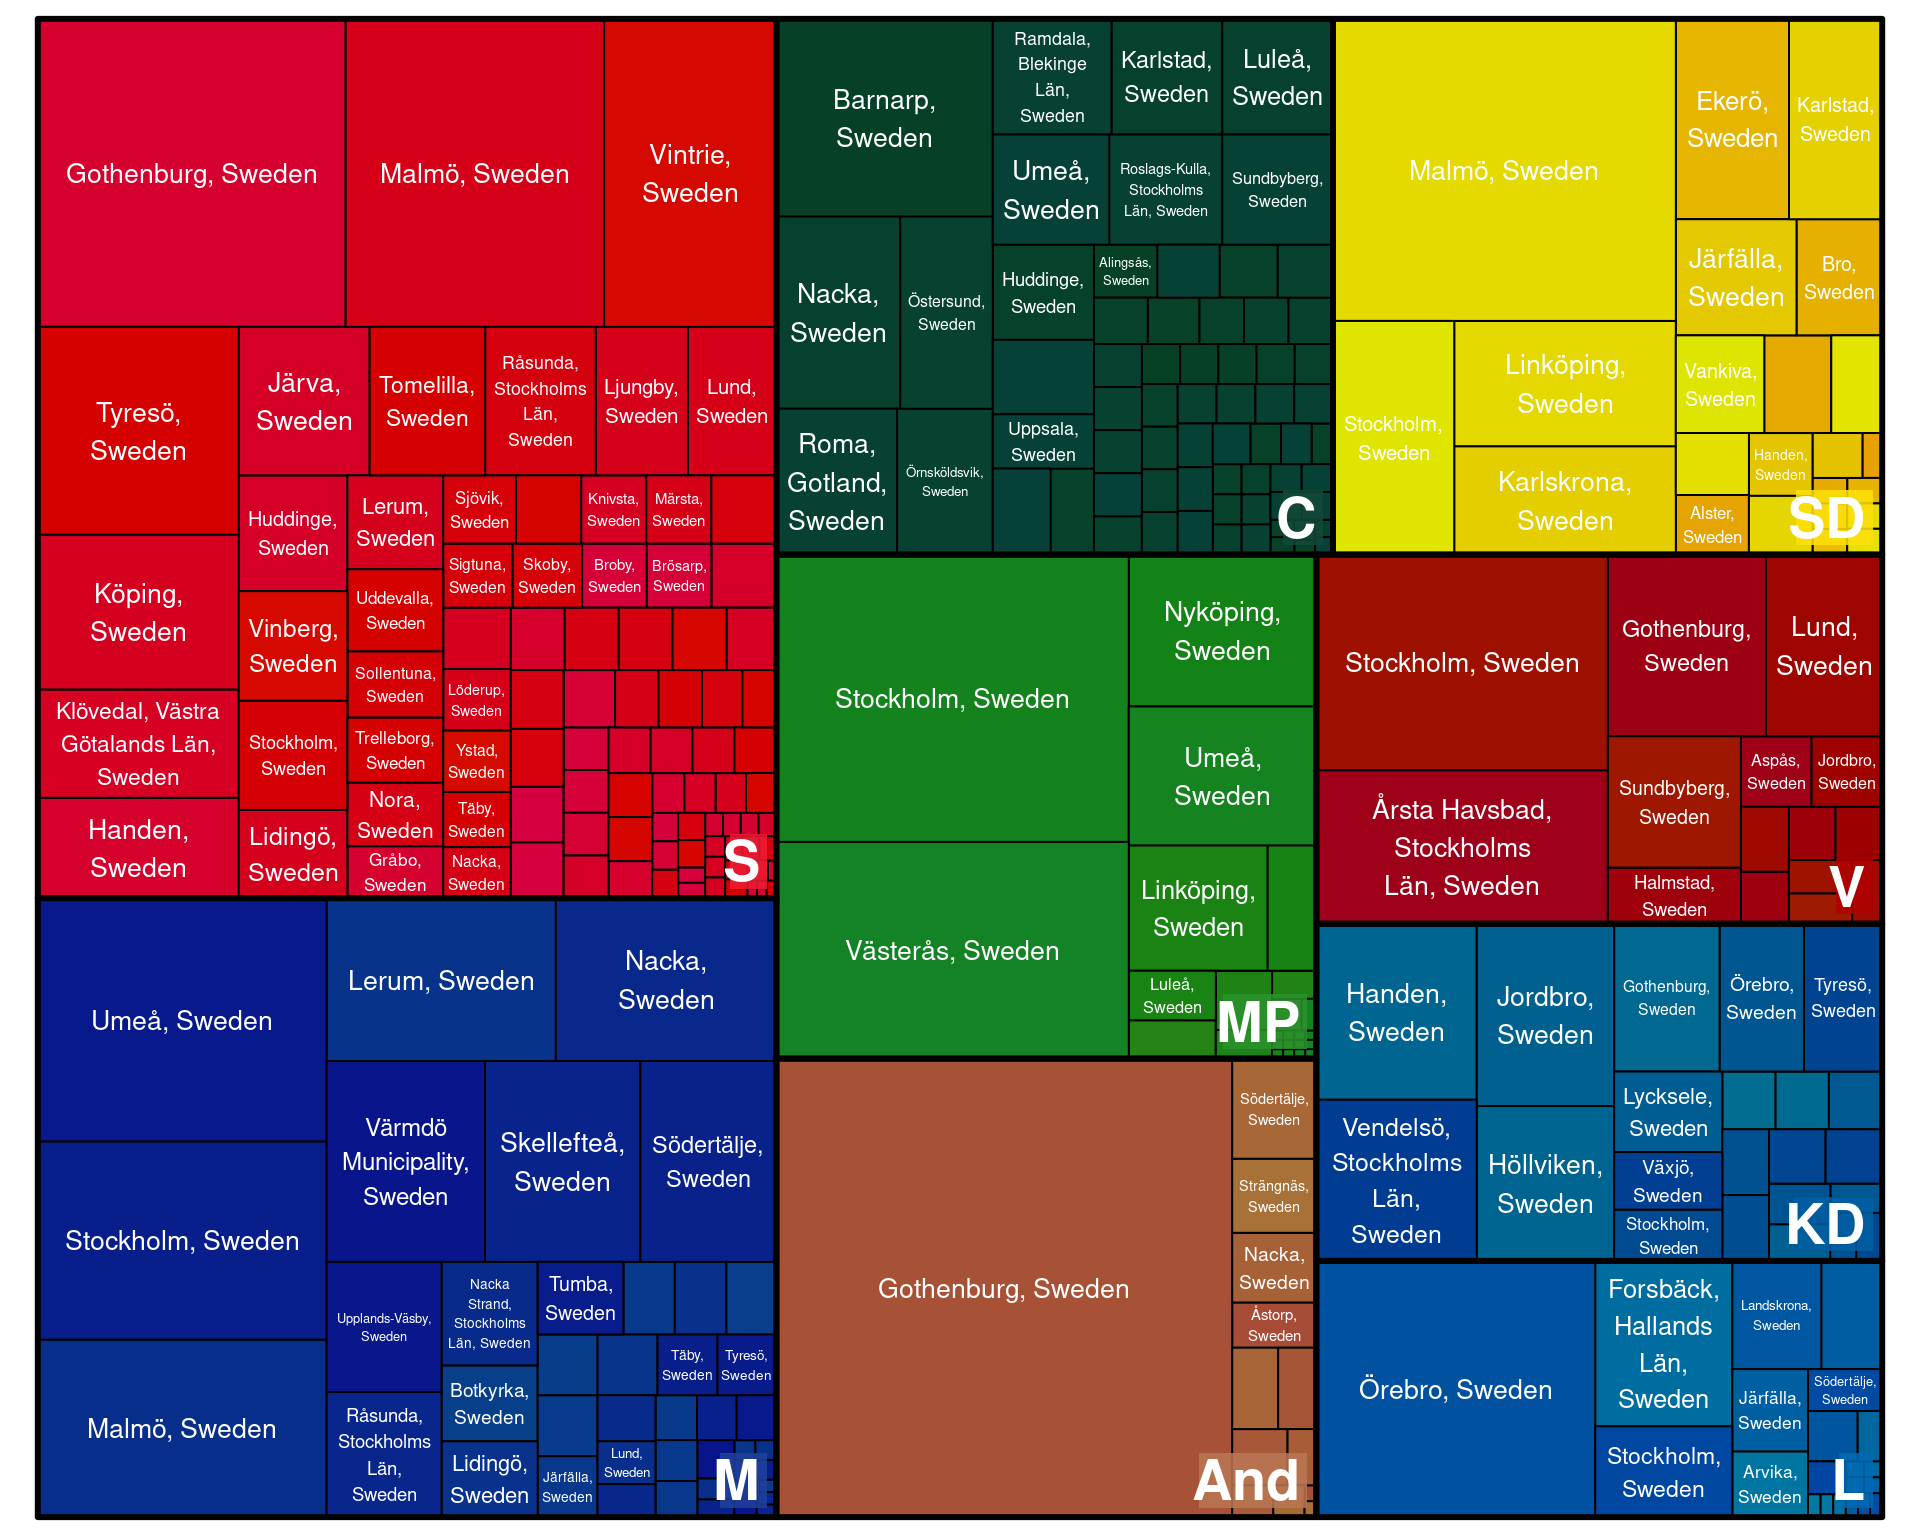 Gothenburg, Sweden
Malmö, Sweden
Vintrie,
Sweden
Tyresö,
Sweden
Järva,
Sweden
Tomelilla,
Sweden
Råsunda,
Stockholms
Län,
Sweden
Ljungby,
Sweden
Lund,
Sweden
Köping,
Sweden
Klövedal, Västra
Götalands Län,
Sweden
Handen,
Sweden
Huddinge,
Sweden
Vinberg,
Sweden
Stockholm,
Sweden
Lidingö,
Sweden
Lerum,
Sweden
Uddevalla,
Sweden
Sollentuna,
Sweden
Trelleborg,
Sweden
Nora,
Sweden
Gråbo,
Sweden
Sjövik,
Sweden
Knivsta,
Sweden
Märsta,
Sweden
Sigtuna,
Sweden
Skoby,
Sweden
Broby,
Sweden
Brösarp,
Sweden
Löderup,
Sweden
Ystad,
Sweden
Täby,
Sweden
Nacka,
Sweden
S
Umeå, Sweden
Stockholm, Sweden
Malmö, Sweden
Lerum, Sweden
Nacka,
Sweden
Värmdö
Municipality,
Sweden
Skellefteå,
Sweden
Södertälje,
Sweden
Upplands-Väsby,
Sweden
Råsunda,
Stockholms
Län,
Sweden
Nacka
Strand,
Stockholms
Län, Sweden
Botkyrka,
Sweden
Lidingö,
Sweden
Tumba,
Sweden
Täby,
Sweden
Tyresö,
Sweden
Järfälla,
Sweden
Lund,
Sweden
M
Barnarp,
Sweden
Ramdala,
Blekinge
Län,
Sweden
Karlstad,
Sweden
Luleå,
Sweden
Umeå,
Sweden
Roslags-Kulla,
Stockholms
Län, Sweden
Sundbyberg,
Sweden
Nacka,
Sweden
Östersund,
Sweden
Roma,
Gotland,
Sweden
Örnsköldsvik,
Sweden
Huddinge,
Sweden
Alingsås,
Sweden
Uppsala,
Sweden
C
Stockholm, Sweden
Västerås, Sweden
Nyköping,
Sweden
Umeå,
Sweden
Linköping,
Sweden
Luleå,
Sweden
MP
Gothenburg, Sweden
Södertälje,
Sweden
Strängnäs,
Sweden
Nacka,
Sweden
Åstorp,
Sweden
And
Malmö, Sweden
Ekerö,
Sweden
Karlstad,
Sweden
Järfälla,
Sweden
Bro,
Sweden
Stockholm,
Sweden
Linköping,
Sweden
Karlskrona,
Sweden
Vankiva,
Sweden
Handen,
Sweden
Alster,
Sweden
SD
Stockholm, Sweden
Årsta Havsbad,
Stockholms
Län, Sweden
Gothenburg,
Sweden
Lund,
Sweden
Sundbyberg,
Sweden
Aspås,
Sweden
Jordbro,
Sweden
Halmstad,
Sweden
V
Handen,
Sweden
Jordbro,
Sweden
Gothenburg,
Sweden
Örebro,
Sweden
Tyresö,
Sweden
Vendelsö,
Stockholms
Län,
Sweden
Höllviken,
Sweden
Lycksele,
Sweden
Växjö,
Sweden
Stockholm,
Sweden
KD
Örebro, Sweden
Forsbäck,
Hallands
Län,
Sweden
Stockholm,
Sweden
Landskrona,
Sweden
Järfälla,
Sweden
Södertälje,
Sweden
Arvika,
Sweden
L